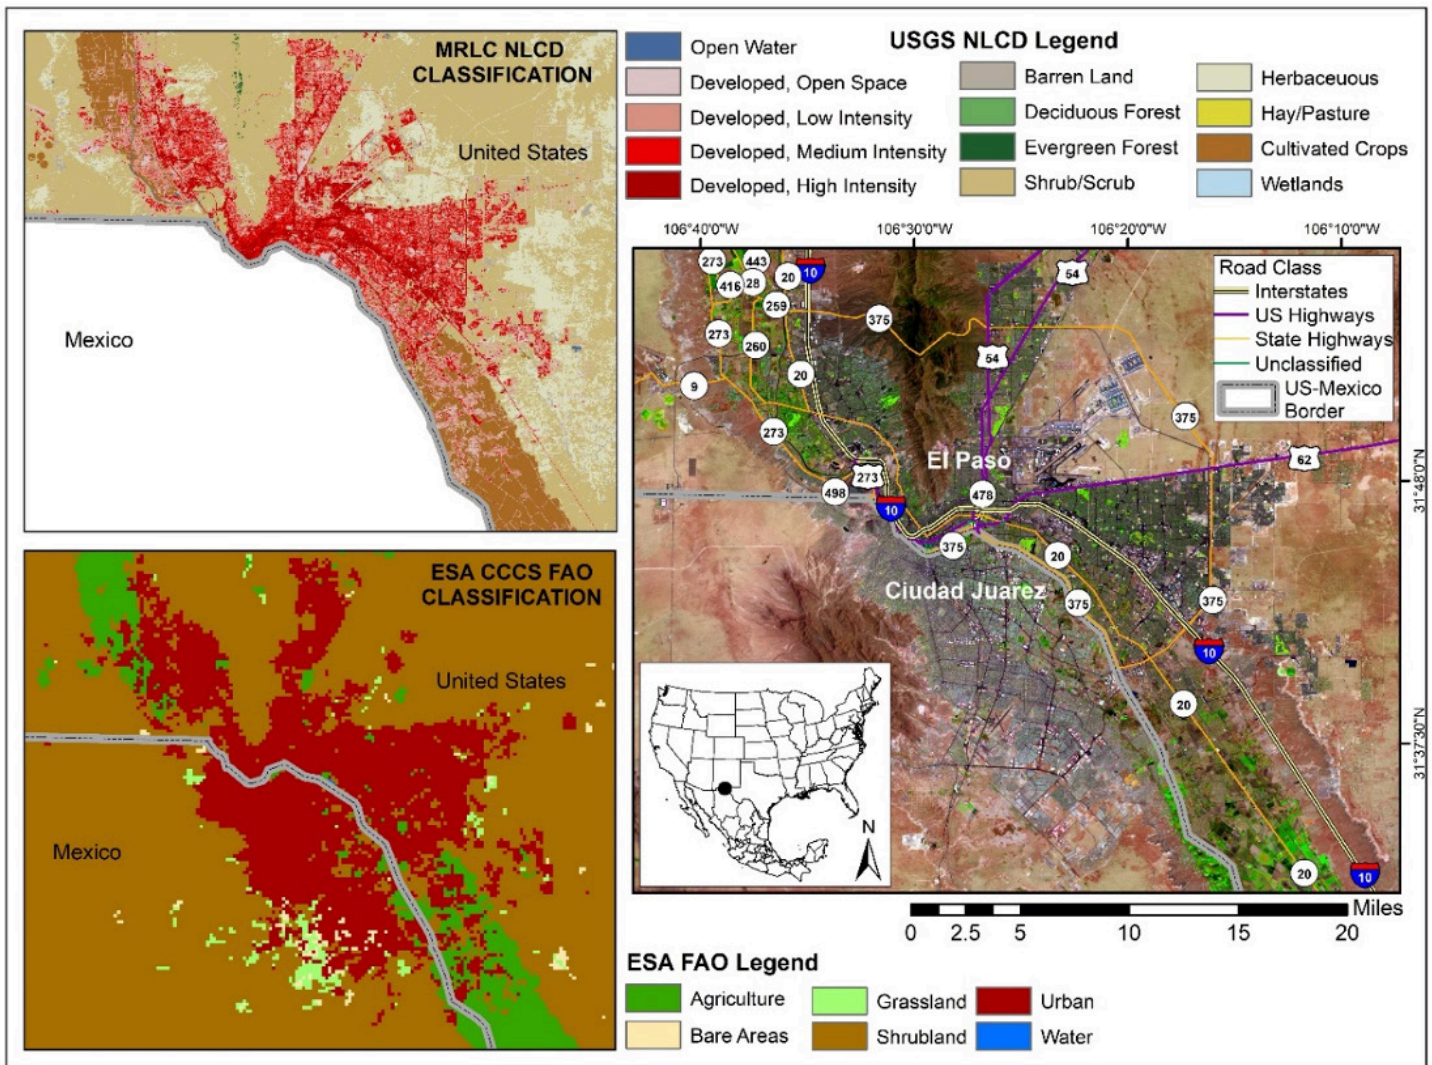 MRLC NLCD
CLASSIFICATION
United States
Mexico
Open Water
Developed, Open Space
Developed, Low Intensity
Developed, Medium Intensity
Developed, High Intensity
USGS NLCD Legend
Barren Land
Deciduous Forest
Evergreen Forest
Shrub/Scrub
Herbaceuous
Hay/Pasture
Cultivated Crops
Wetlands
106°40'0"W
106°30'0"W
106°20'0"W
106°10'0"W
Road Class
Interstates
US Highways
State Highways
Unclassified
US-Mexico
Border
273
443
20
10
54
416
28
259
375
273
260
54
20
9
375
273
El Paso
62
273
478
498
10
375
20
Ciudad Juarez
375
375
10
20
20
10
31°48'0"N
31°37'30"N
N
Miles
0 2.5 5 10 15 20
ESA CCCS FAO
CLASSIFICATION
United States
Mexico
ESA FAO Legend
Agriculture
Bare Areas
Grassland
Shrubland
Urban
Water